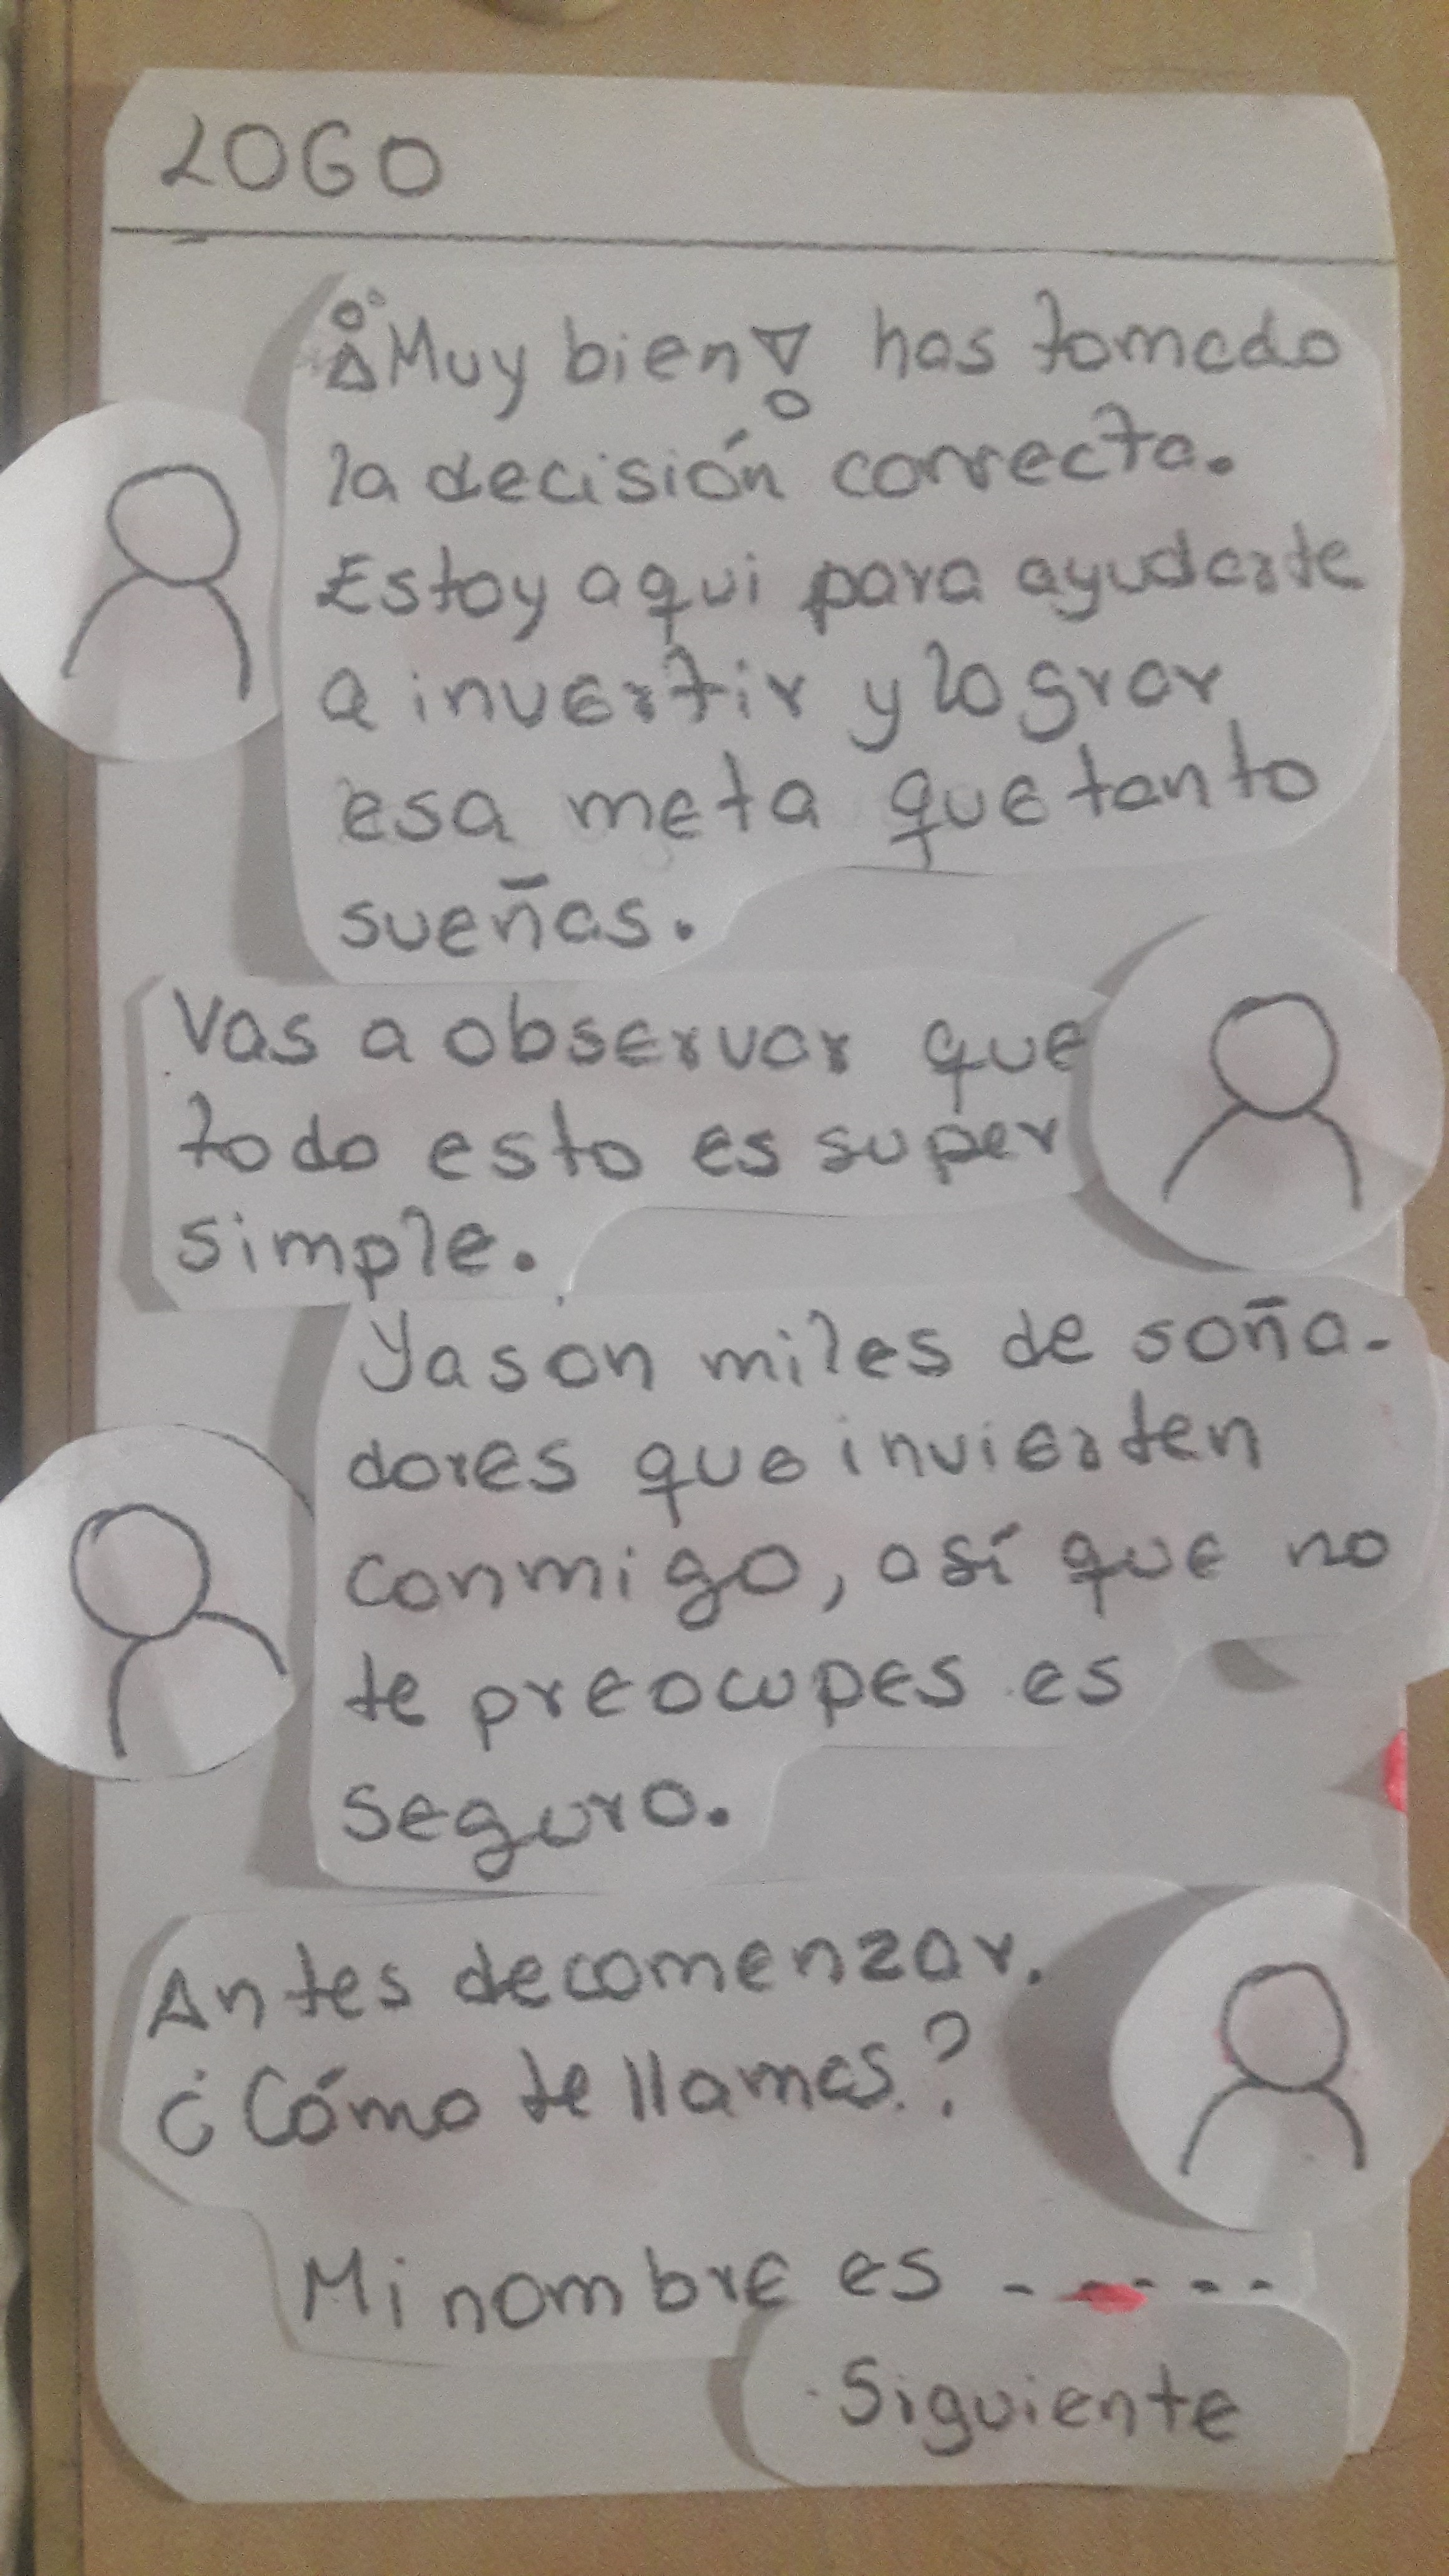 LOGO
¡Muy bien! has tomado
la decisión correcta.
Estoy aqui para ayudarte
a invertir y lograr
esa meta que tanto
sueñas.
Vas a observar que
todo esto es super
simple.
Ya son miles de soña-
dores que invierten
conmigo, así que no
te preocupes es
seguro.
Antes de comenzar.
¿Cómo te llamas?
Mi nombre es - - - - -
Siguiente